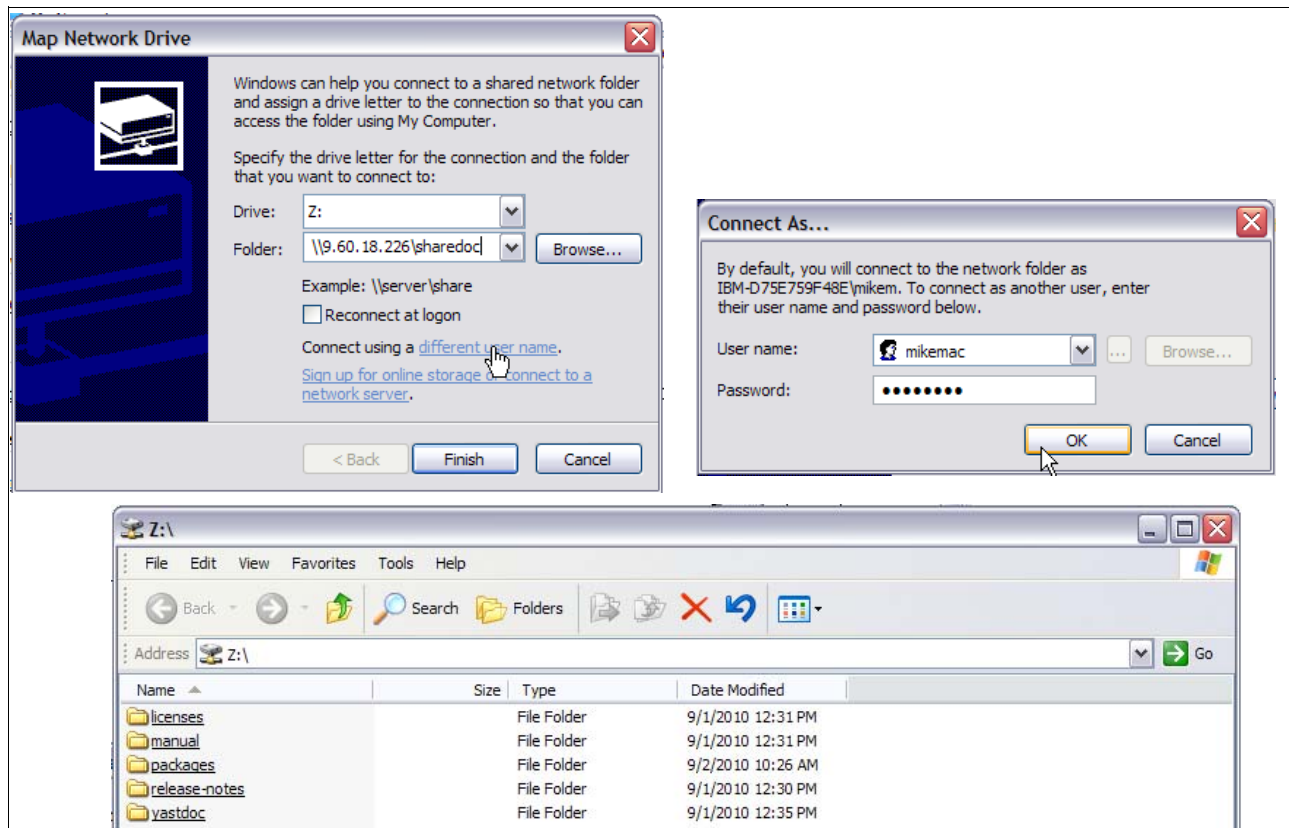 Map Network Drive
Windows can help you connect to a shared network folder
and assign a drive letter to the connection so that you can
access the folder using My Computer.
Specify the drive letter for the connection and the folder
that you want to connect to:
Drive: Z:
Folder: \\9.60.18.226\sharedoc Browse...
Example: \\server\share
Reconnect at logon
Connect using a different user name.
Sign up for online storage or connect to a
network server.
< Back Finish Cancel
Connect As...
By default, you will connect to the network folder as
IBM-D75E759F48E\mikem. To connect as another user, enter
their user name and password below.
User name: mikemac ... Browse...
Password: ●●●●●●●●
OK Cancel
Z:\
File Edit View Favorites Tools Help
Back Search Folders
Address Z:\ Go
Name Size Type Date Modified
licenses File Folder 9/1/2010 12:31 PM
manual File Folder 9/1/2010 12:31 PM
packages File Folder 9/2/2010 10:26 AM
release-notes File Folder 9/1/2010 12:30 PM
yastdoc File Folder 9/1/2010 12:35 PM